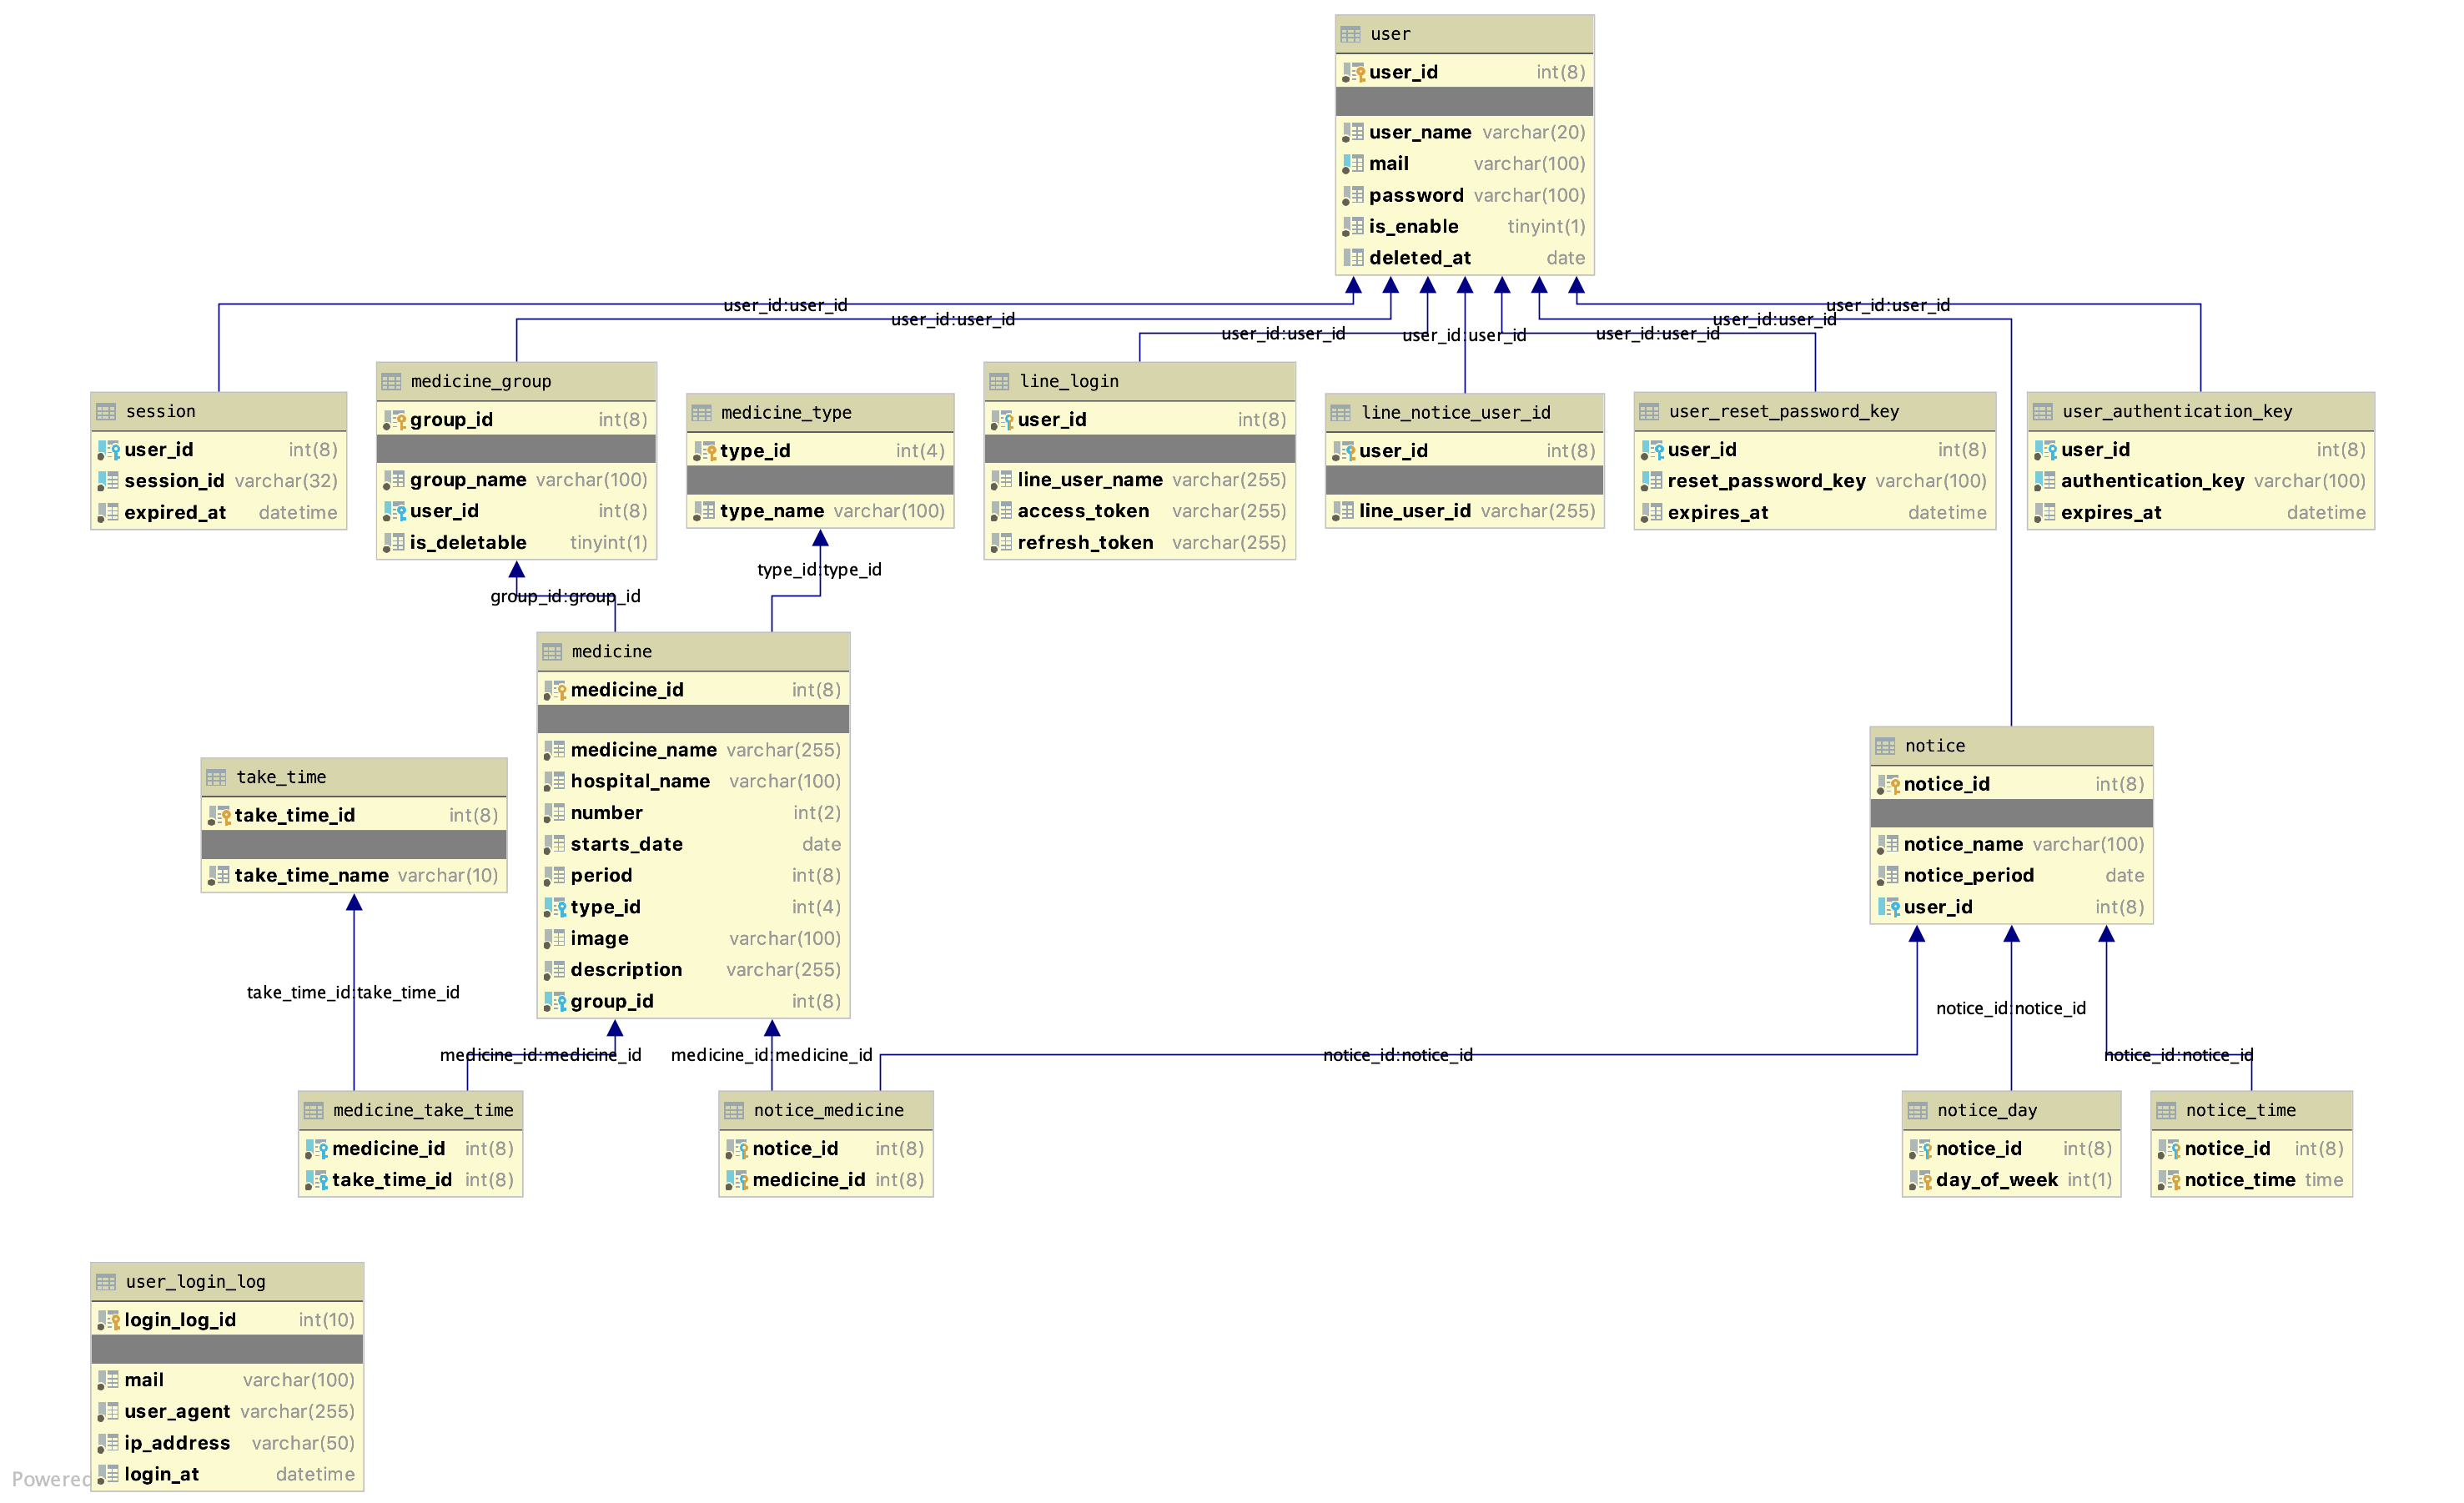 user
user_id int(8)
user_name varchar(20)
mail varchar(100)
password varchar(100)
is_enable tinyint(1)
deleted_at date
user_id:user_id
user_id:user_id
user_id:user_id
user_id:user_id
user_id:user_id
user_id:user_id
user_id:user_id
session
user_id int(8)
session_id varchar(32)
expired_at datetime
medicine_group
group_id int(8)
group_name varchar(100)
user_id int(8)
is_deletable tinyint(1)
medicine_type
type_id int(4)
type_name varchar(100)
line_login
user_id int(8)
line_user_name varchar(255)
access_token varchar(255)
refresh_token varchar(255)
line_notice_user_id
user_id int(8)
line_user_id varchar(255)
user_reset_password_key
user_id int(8)
reset_password_key varchar(100)
expires_at datetime
user_authentication_key
user_id int(8)
authentication_key varchar(100)
expires_at datetime
group_id:group_id
type_id:type_id
medicine
medicine_id int(8)
medicine_name varchar(255)
hospital_name varchar(100)
number int(2)
starts_date date
period int(8)
type_id int(4)
image varchar(100)
description varchar(255)
group_id int(8)
take_time
take_time_id int(8)
take_time_name varchar(10)
notice
notice_id int(8)
notice_name varchar(100)
notice_period date
user_id int(8)
take_time_id:take_time_id
medicine_id:medicine_id
medicine_id:medicine_id
notice_id:notice_id
notice_id:notice_id
notice_id:notice_id
medicine_take_time
medicine_id int(8)
take_time_id int(8)
notice_medicine
notice_id int(8)
medicine_id int(8)
notice_day
notice_id int(8)
day_of_week int(1)
notice_time
notice_id int(8)
notice_time time
user_login_log
login_log_id int(10)
mail varchar(100)
user_agent varchar(255)
ip_address varchar(50)
login_at datetime
Powered